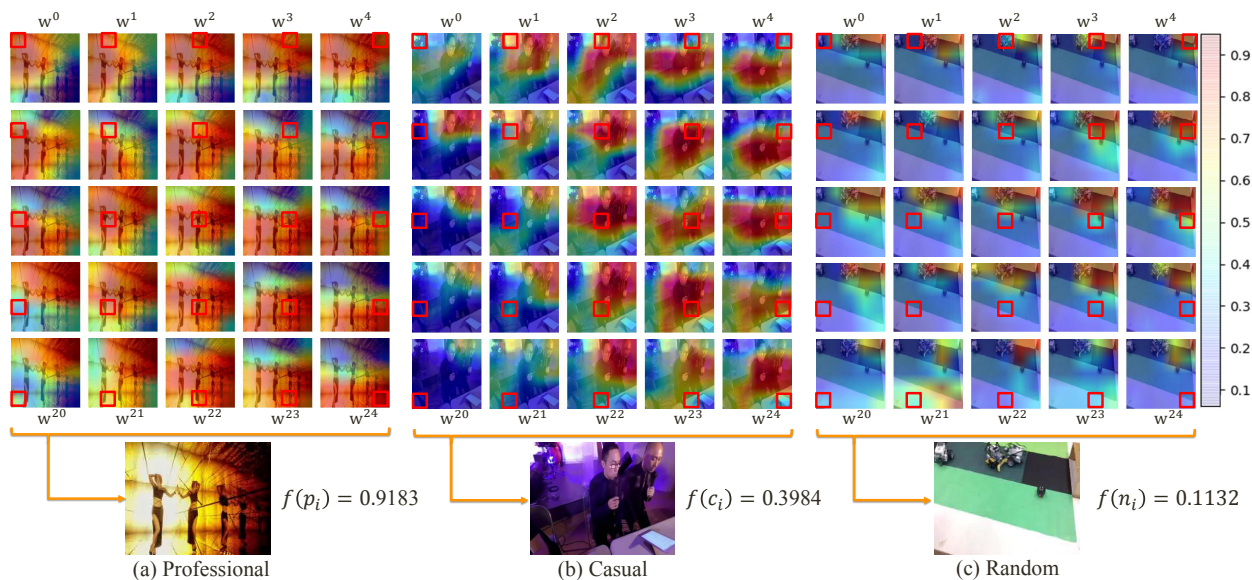 w⁰ w¹ w² w³ w⁴ w⁰ w¹ w² w³ w⁴ w⁰ w¹ w² w³ w⁴
0.9
0.8
0.7
0.6
0.5
0.4
0.3
0.2
0.1
w²⁰ w²¹ w²² w²³ w²⁴ w²⁰ w²¹ w²² w²³ w²⁴ w²⁰ w²¹ w²² w²³ w²⁴
f(pᵢ) = 0.9183 f(cᵢ) = 0.3984 f(nᵢ) = 0.1132
(a) Professional (b) Casual (c) Random